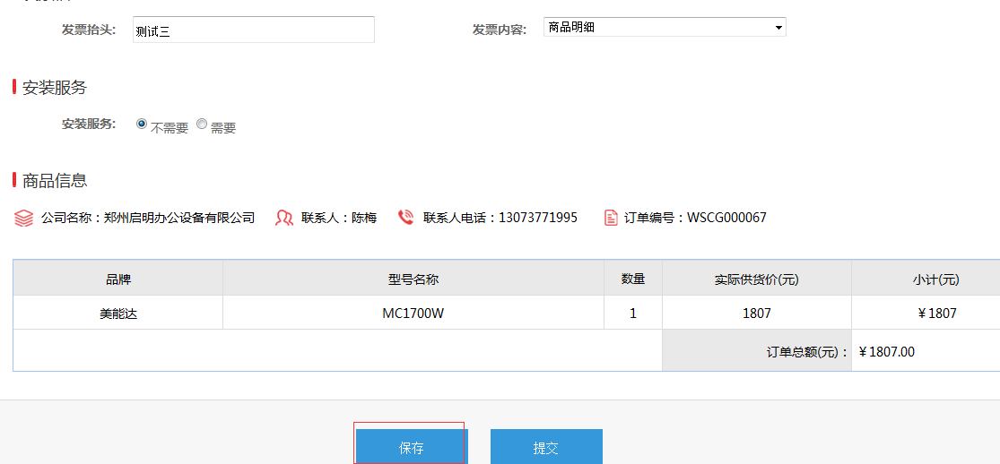 发票抬头: 测试三 发票内容: 商品明细
安装服务
安装服务: 不需要 需要
商品信息
公司名称：郑州启明办公设备有限公司 联系人：陈梅 联系人电话：13073771995 订单编号：WSCG000067
品牌 型号名称 数量 实际供货价(元) 小计(元)
美能达 MC1700W 1 1807 ￥1807
订单总额(元)： ￥1807.00
保存 提交